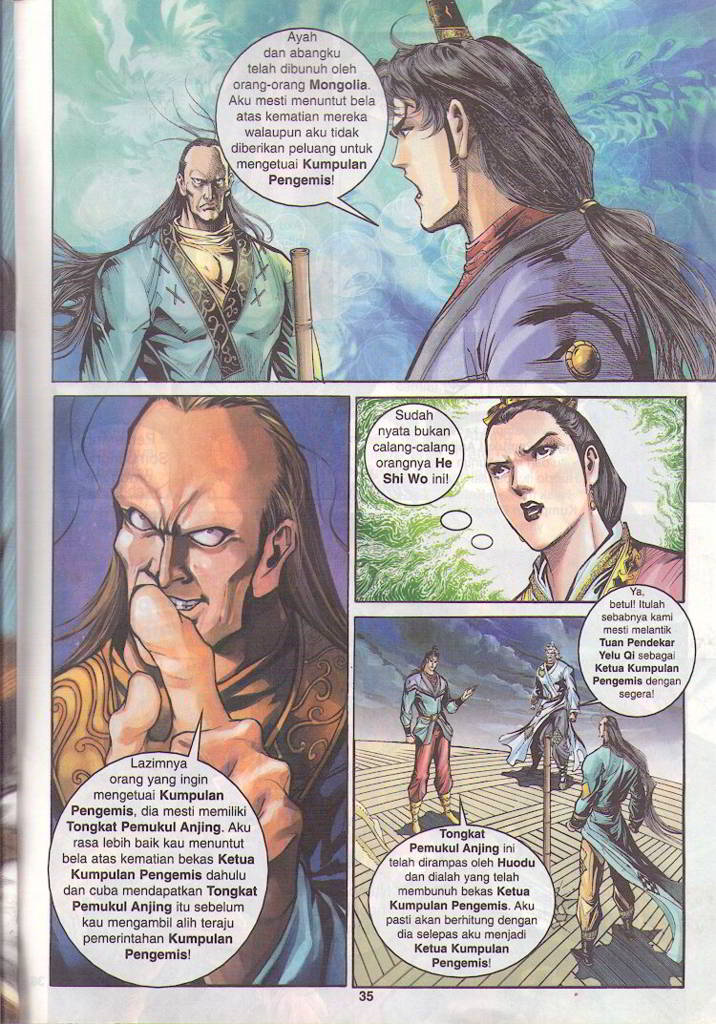 Ayah
dan abangku
telah dibunuh oleh
orang-orang Mongolia.
Aku mesti menuntut bela
atas kematian mereka
walaupun aku tidak
diberikan peluang untuk
mengetuai Kumpulan
Pengemis!
Lazimnya
orang yang ingin
mengetuai Kumpulan
Pengemis, dia mesti memiliki
Tongkat Pemukul Anjing. Aku
rasa lebih baik kau menuntut
bela atas kematian bekas Ketua
Kumpulan Pengemis dahulu
dan cuba mendapatkan Tongkat
Pemukul Anjing itu sebelum
kau mengambil alih teraju
pemerintahan Kumpulan
Pengemis!
Sudah
nyata bukan
calang-calang
orangnya He
Shi Wo ini!
Ya,
betul! Itulah
sebabnya kami
mesti melantik
Tuan Pendekar
Yelu Qi sebagai
Ketua Kumpulan
Pengemis dengan
segera!
Tongkat
Pemukul Anjing ini
telah dirampas oleh Huodu
dan dialah yang telah
membunuh bekas Ketua
Kumpulan Pengemis. Aku
pasti akan berhitung dengan
dia selepas aku menjadi
Ketua Kumpulan
Pengemis!
35